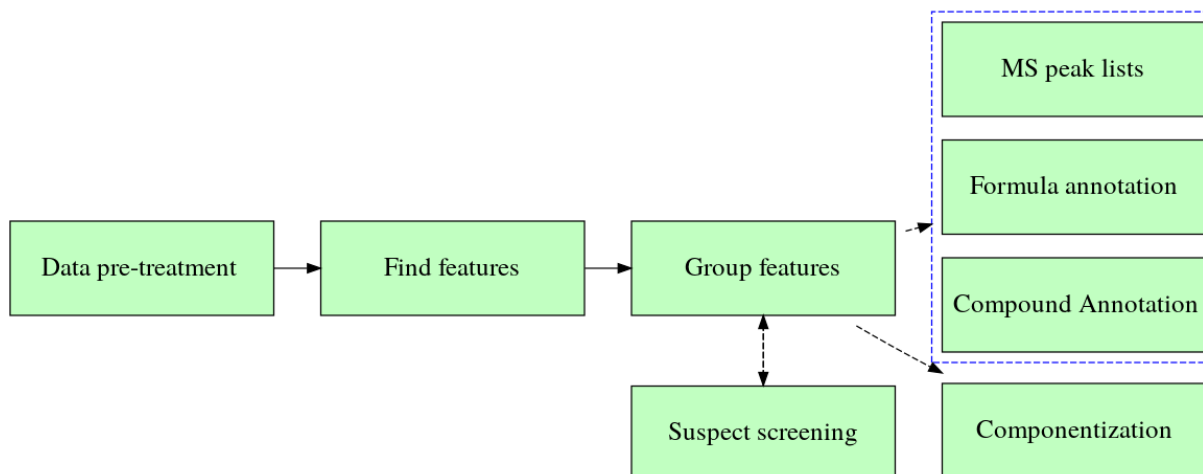 MS peak lists
Formula annotation
Data pre-treatment
Find features
Group features
Compound Annotation
Suspect screening
Componentization